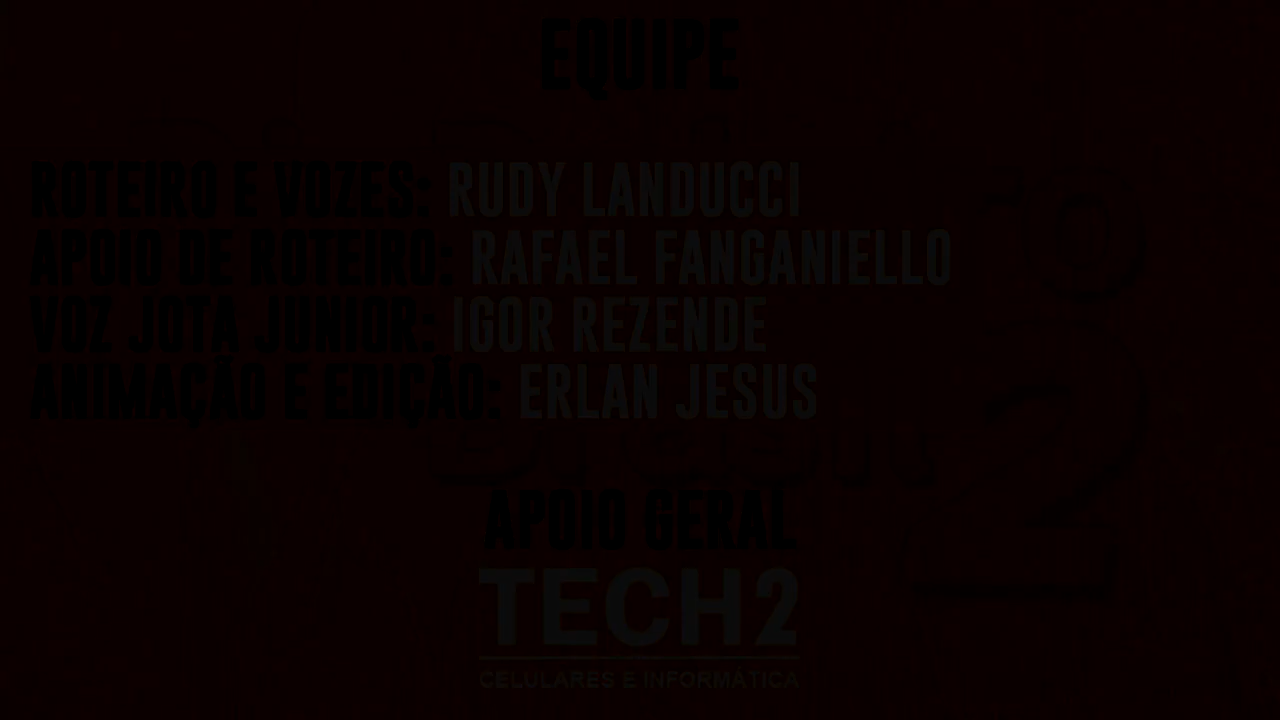 EQUIPE
ROTEIRO E VOZES: RUDY LANDUCCI
APOIO DE ROTEIRO: RAFAEL FANGANIELLO
VOZ JOTA JUNIOR: IGOR REZENDE
ANIMAÇÃO E EDIÇÃO: ERLAN JESUS
APOIO GERAL
TECH2
CELULARES E INFORMÁTICA